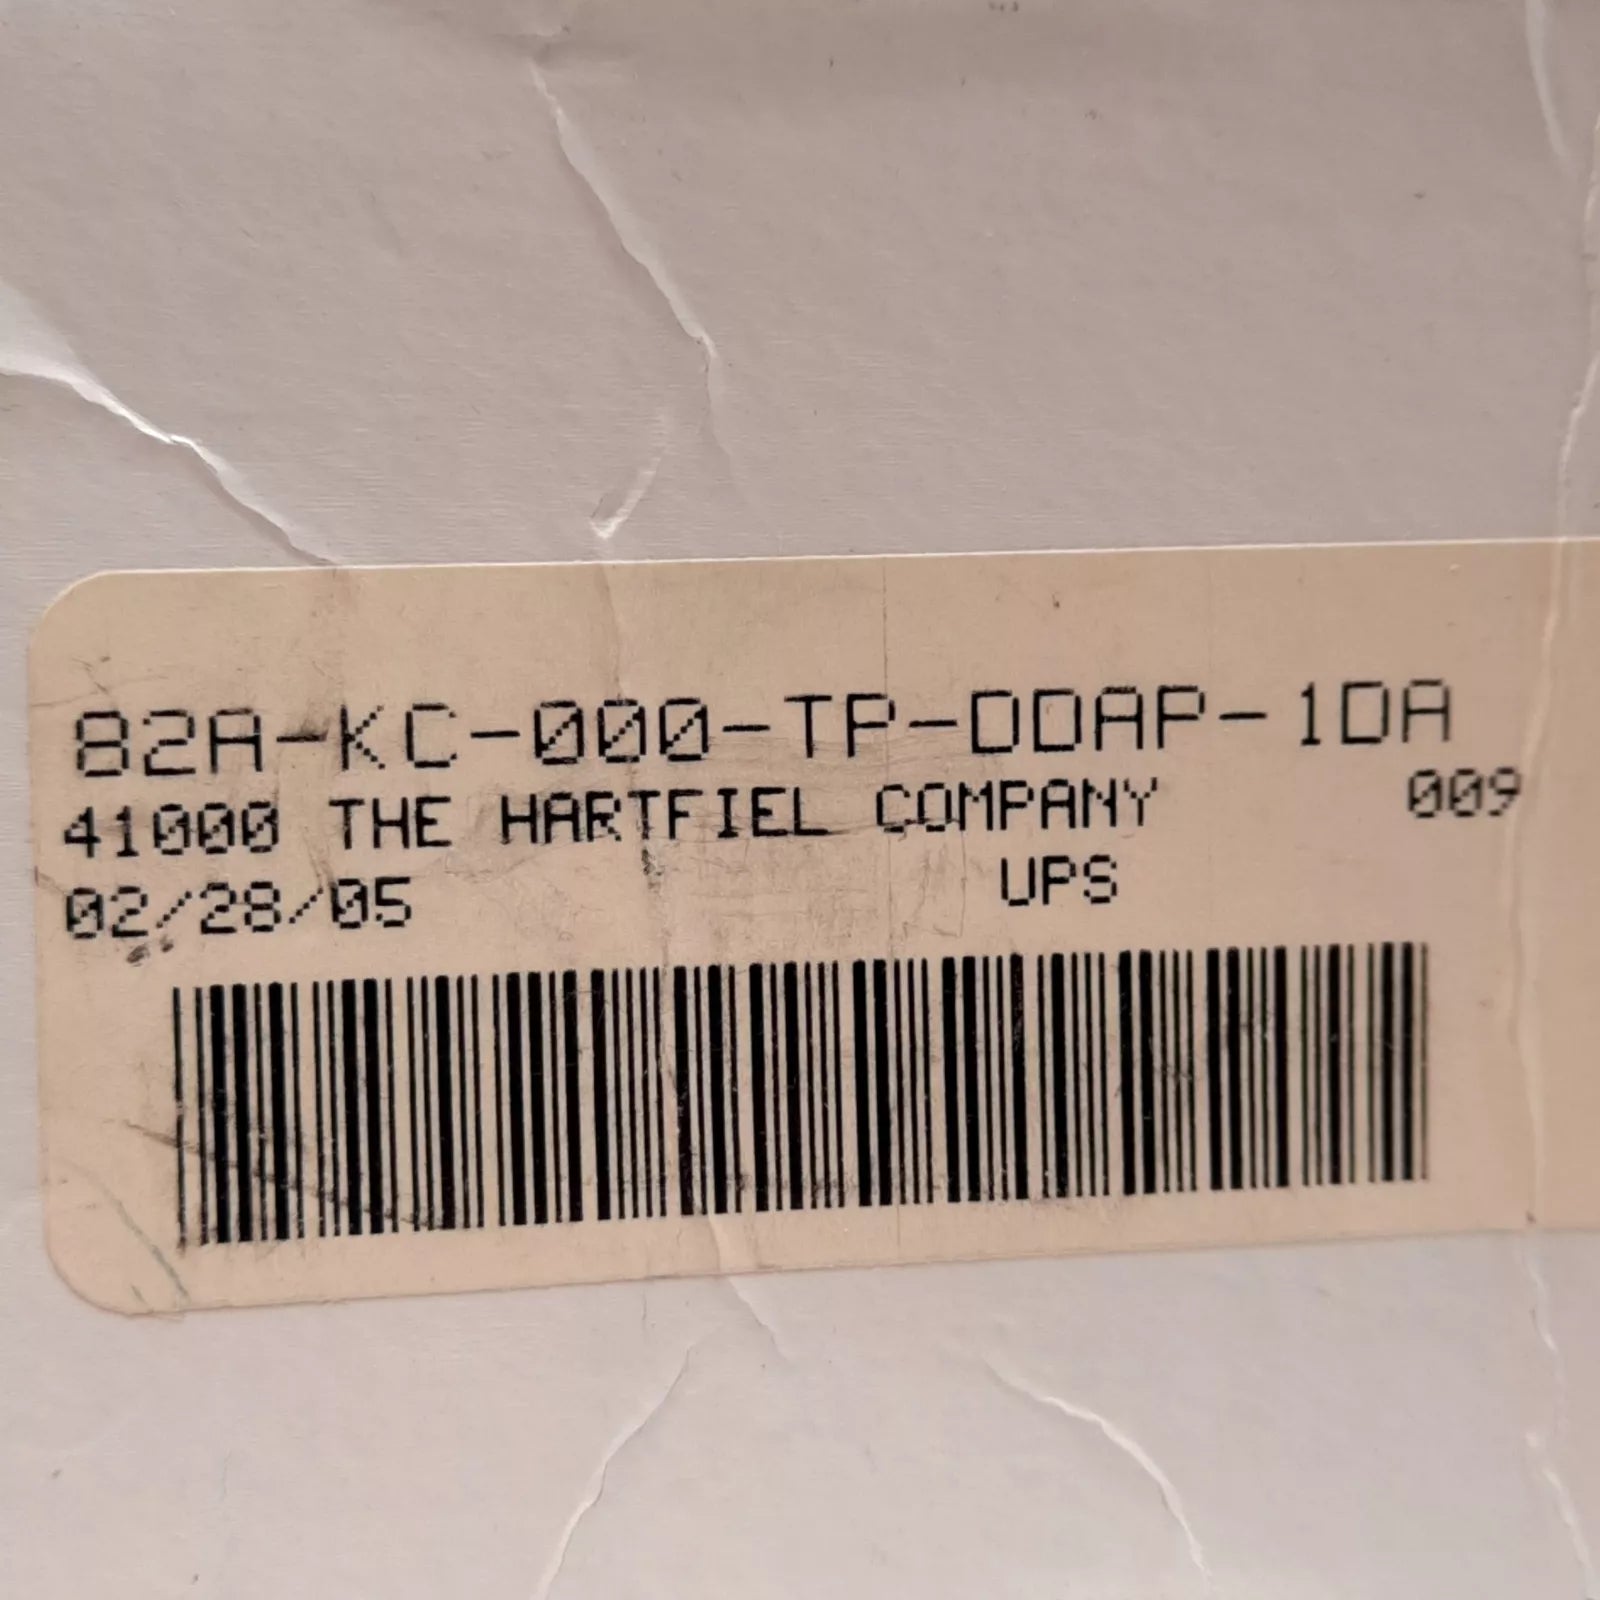 82A-KC-000-TP-DDAP-1DA
41000 THE HARTFIEL COMPANY 009
02/28/05 UPS